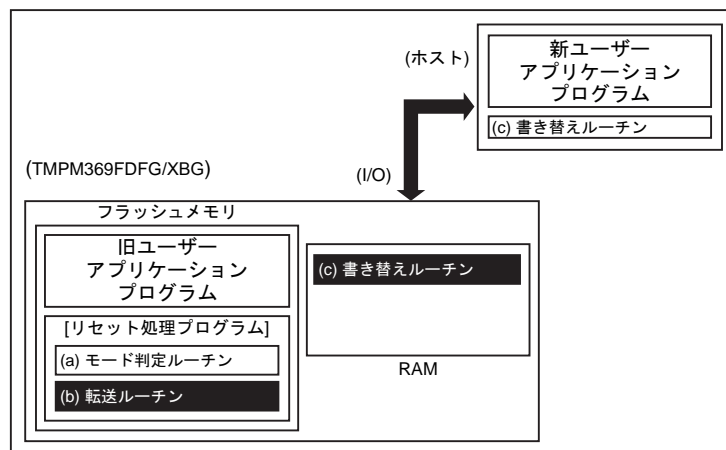 (ホスト)
新ユーザー
アプリケーション
プログラム
(c) 書き替えルーチン
(TMPM369FDFG/XBG)
(I/O)
フラッシュメモリ
旧ユーザー
アプリケーション
プログラム
[リセット処理プログラム]
(a) モード判定ルーチン
(b) 転送ルーチン
(c) 書き替えルーチン
RAM